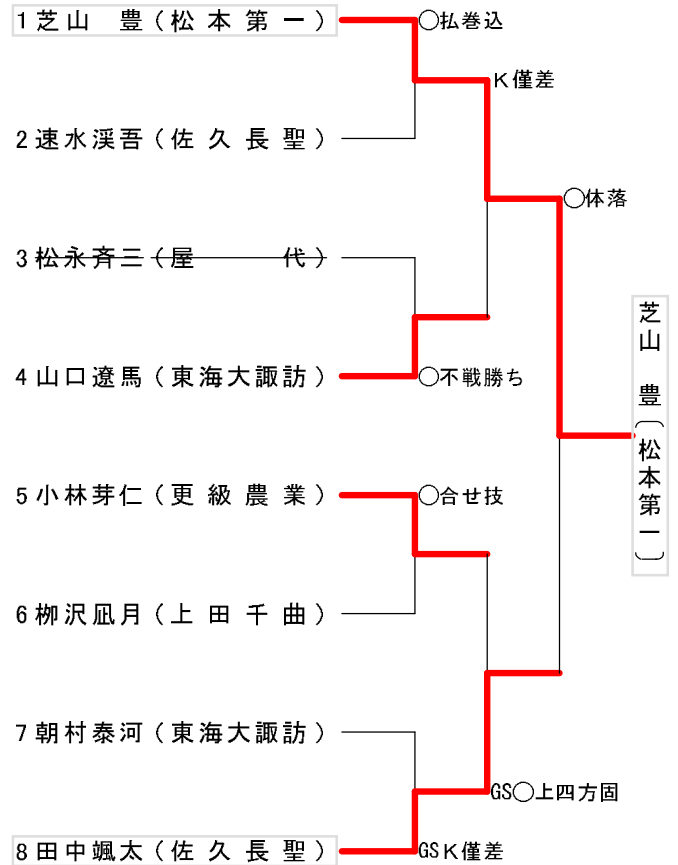 1 芝山　豊（松本第一）
○払巻込
K僅差
2 速水渓吾（佐久長聖）
○体落
3 松永斉三（屋　代）
4 山口遼馬（東海大諏訪）
○不戦勝ち
5 小林芽仁（更級農業）
○合せ技
6 栁沢凪月（上田千曲）
7 朝村泰河（東海大諏訪）
GS○上四方固
8 田中颯太（佐久長聖）
GSK僅差
芝山　豊（松本第一）